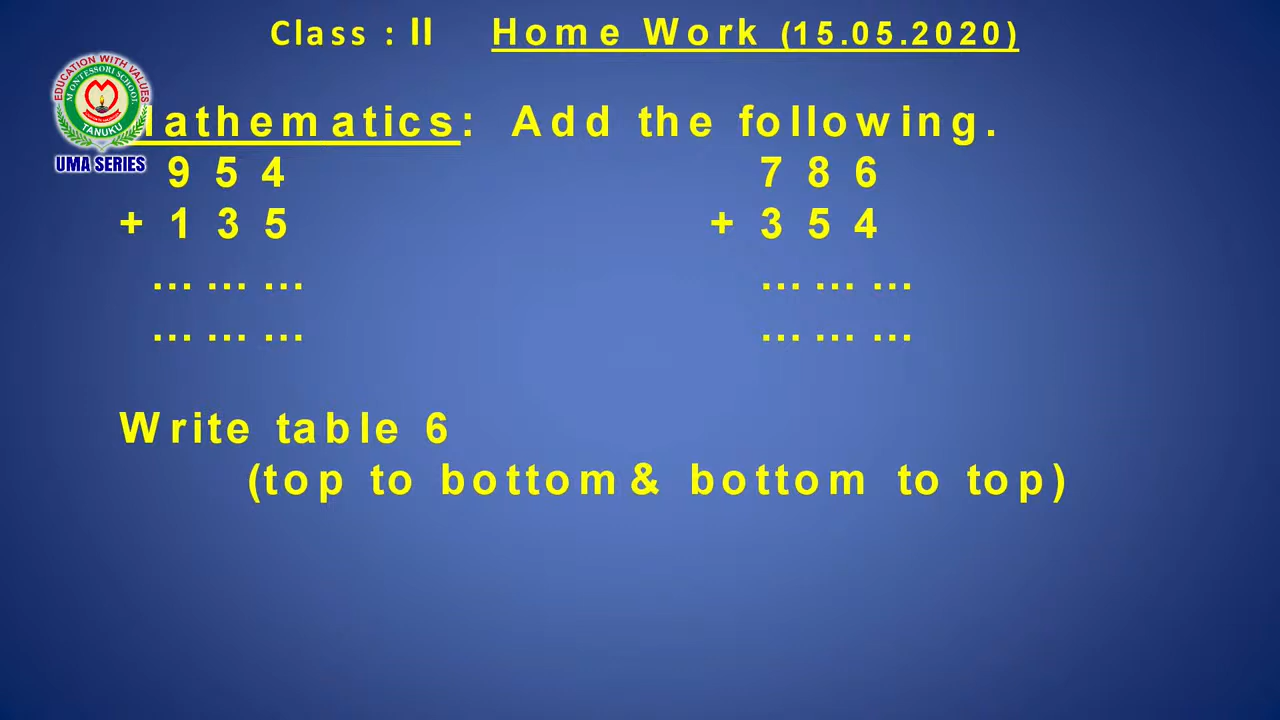 Class : II Home Work (15.05.2020)
EDUCATION WITH VALUES
MONTESSORI SCHOOL
TANUKU
UMA SERIES
Mathematics: Add the following.
9 5 4 7 8 6
+ 1 3 5 + 3 5 4
… … … … … …
… … … … … …
Write table 6
(top to bottom & bottom to top)